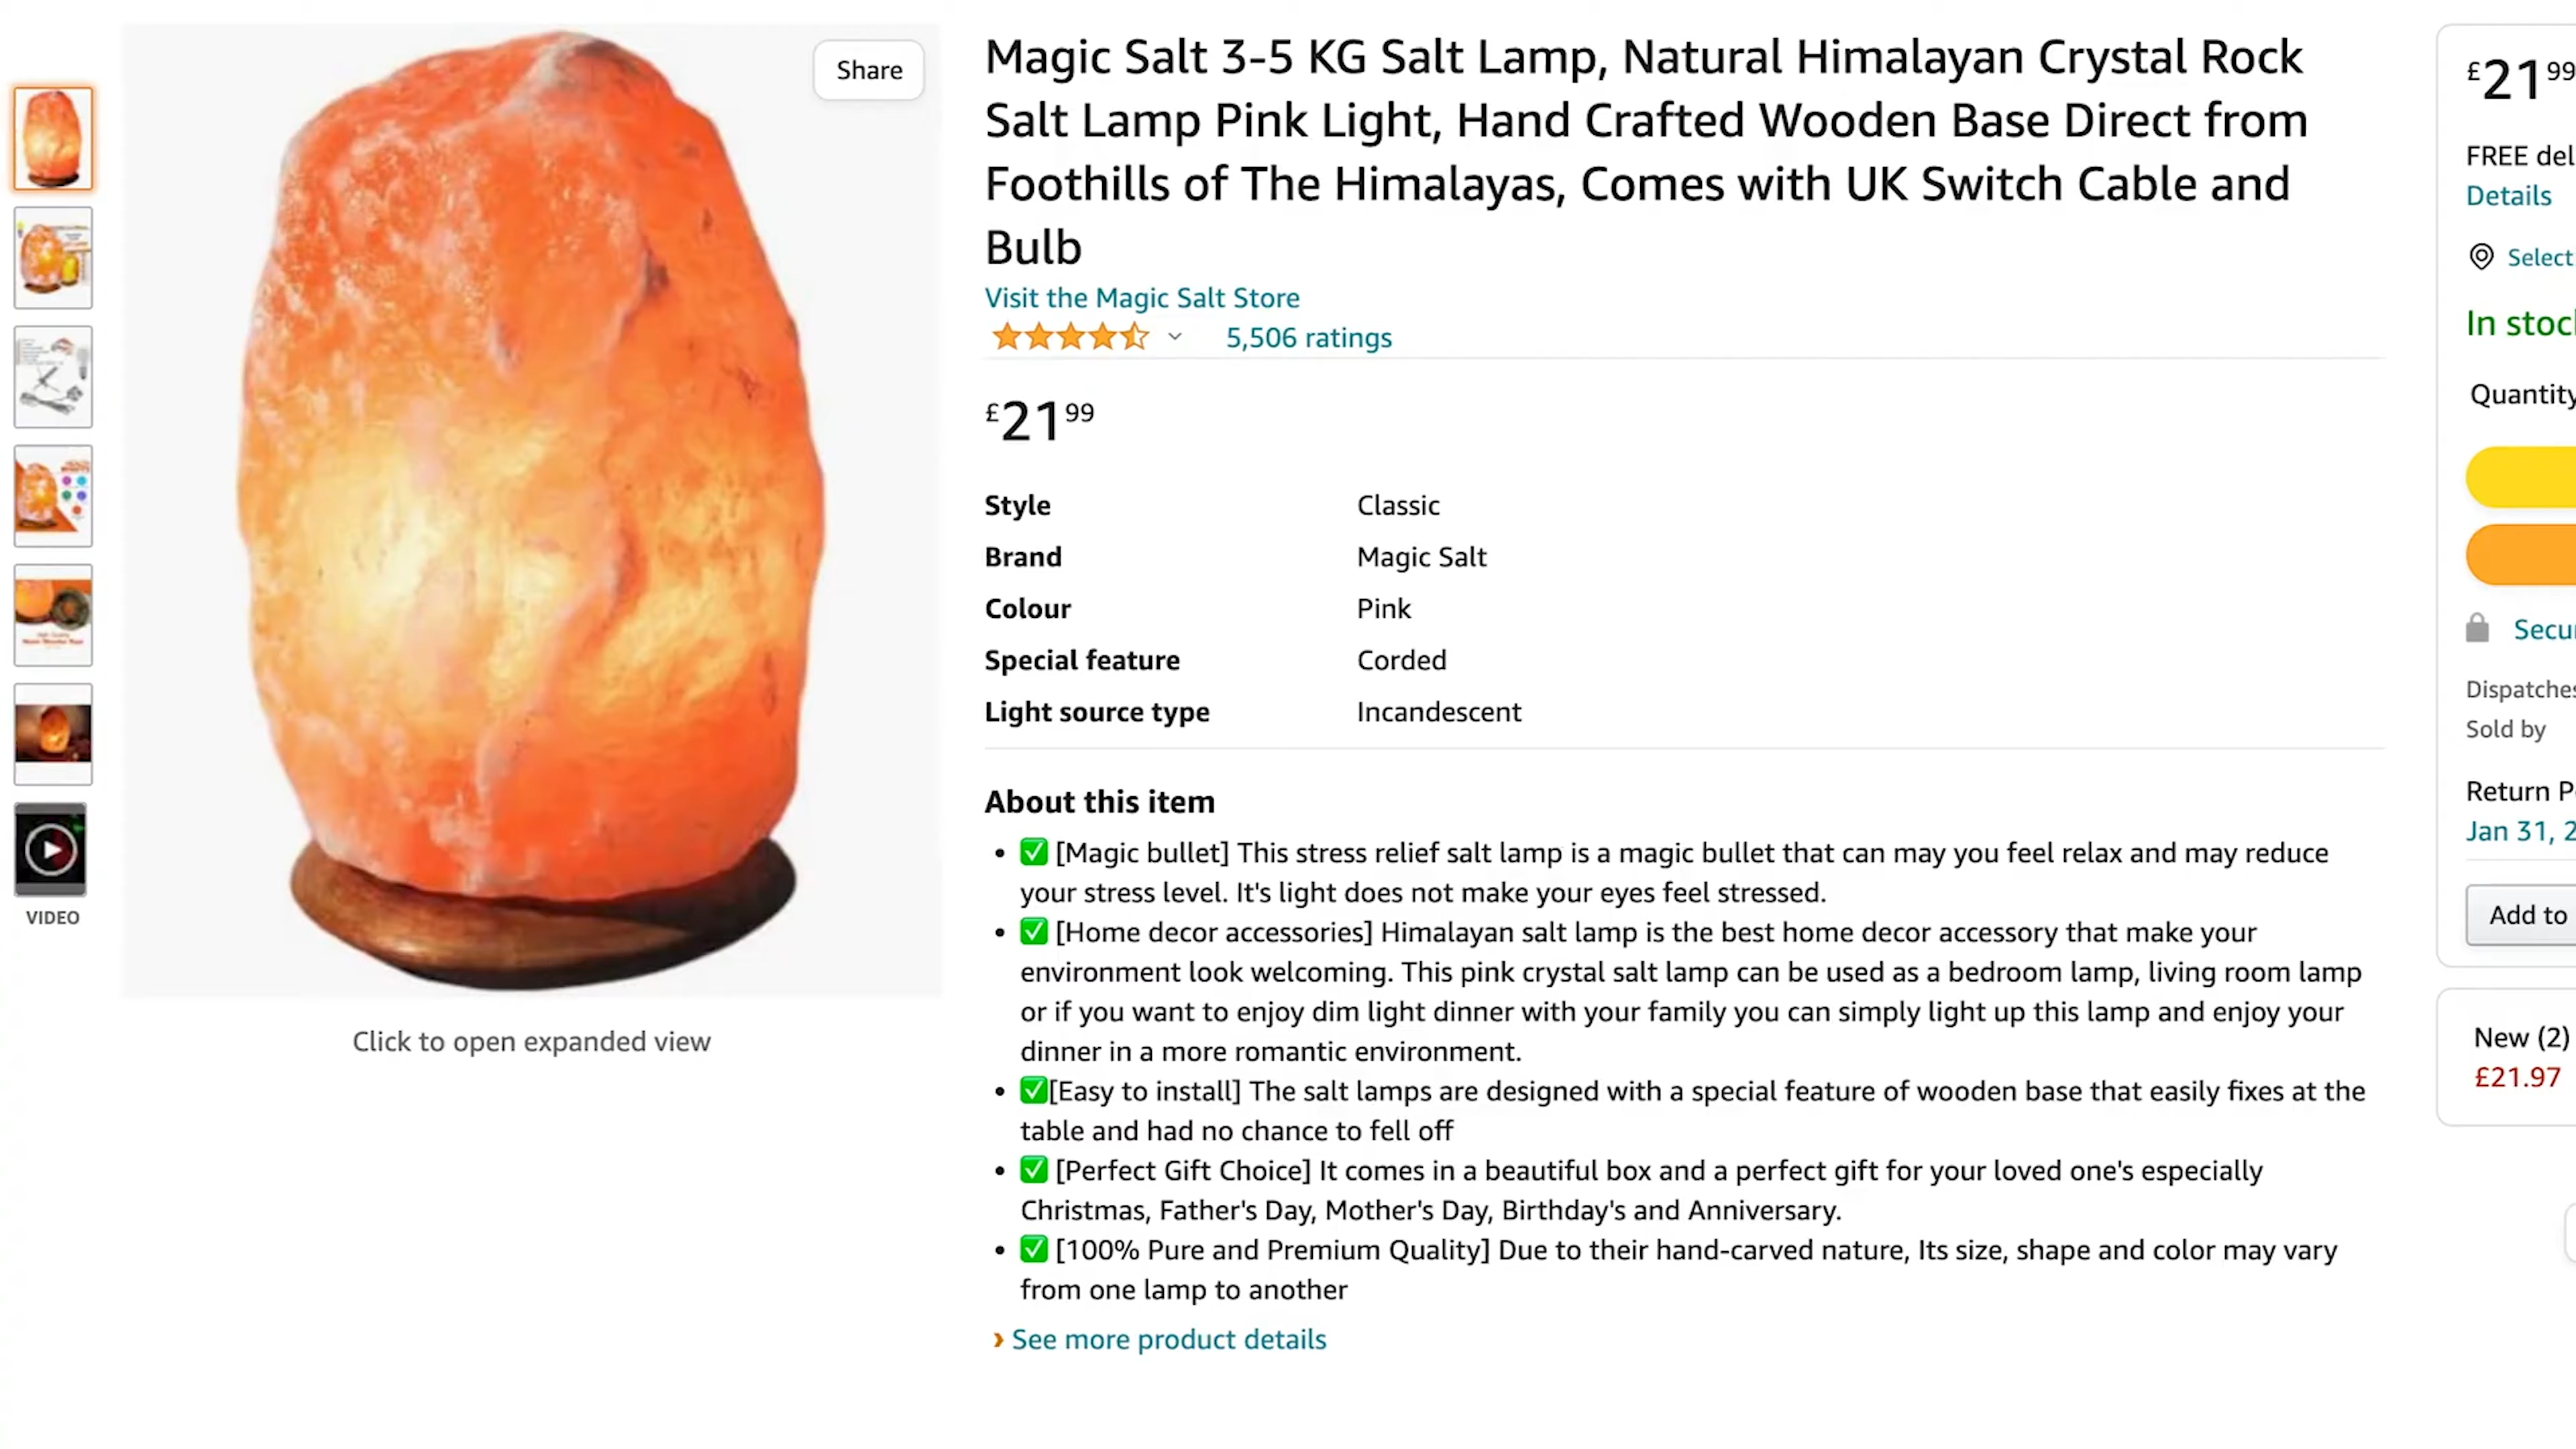 Share
VIDEO
Click to open expanded view
Magic Salt 3-5 KG Salt Lamp, Natural Himalayan Crystal Rock
Salt Lamp Pink Light, Hand Crafted Wooden Base Direct from
Foothills of The Himalayas, Comes with UK Switch Cable and
Bulb
Visit the Magic Salt Store
5,506 ratings
£21 99
Style Classic
Brand Magic Salt
Colour Pink
Special feature Corded
Light source type Incandescent
About this item
• ✅ [Magic bullet] This stress relief salt lamp is a magic bullet that can may you feel relax and may reduce
your stress level. It's light does not make your eyes feel stressed.
• ✅ [Home decor accessories] Himalayan salt lamp is the best home decor accessory that make your
environment look welcoming. This pink crystal salt lamp can be used as a bedroom lamp, living room lamp
or if you want to enjoy dim light dinner with your family you can simply light up this lamp and enjoy your
dinner in a more romantic environment.
• ✅[Easy to install] The salt lamps are designed with a special feature of wooden base that easily fixes at the
table and had no chance to fell off
• ✅ [Perfect Gift Choice] It comes in a beautiful box and a perfect gift for your loved one's especially
Christmas, Father's Day, Mother's Day, Birthday's and Anniversary.
• ✅ [100% Pure and Premium Quality] Due to their hand-carved nature, Its size, shape and color may vary
from one lamp to another
› See more product details
£21 99
FREE del
Details
Select
In stoc
Quantity
Secu
Dispatches
Sold by
Return P
Jan 31, 2
Add to
New (2)
£21.97